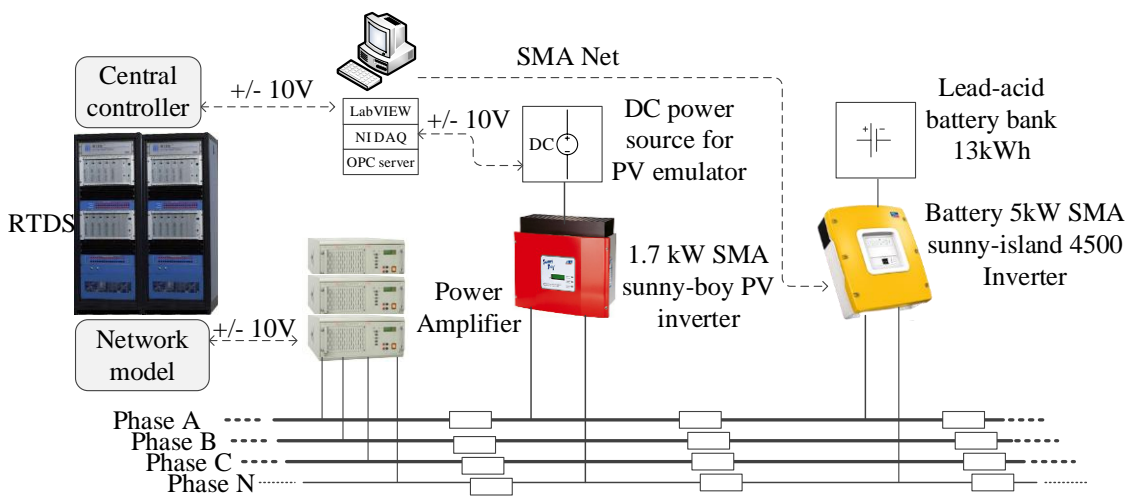 Central
controller
+/- 10V
SMA Net
LabVIEW
NI DAQ
OPC server
+/- 10V
DC
DC power
source for
PV emulator
Lead-acid
battery bank
13kWh
RTDS
Power
Amplifier
1.7 kW SMA
sunny-boy PV
inverter
Battery 5kW SMA
sunny-island 4500
Inverter
+/- 10V
Network
model
Phase A
Phase B
Phase C
Phase N